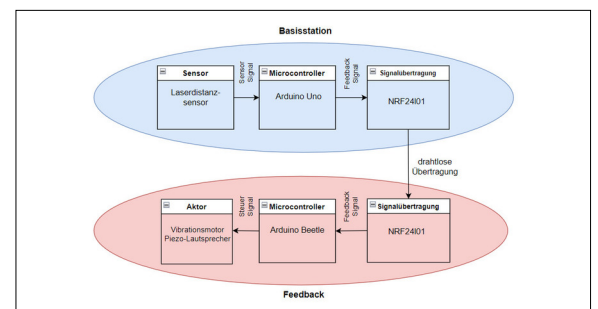 Basisstation
Sensor
Laserdistanz-
sensor
Sensor
Signal
Microcontroller
Arduino Uno
Feedback
Signal
Signalübertragung
NRF24l01
drahtlose
Übertragung
Aktor
Vibrationsmotor
Piezo-Lautsprecher
Steuer
Signal
Microcontroller
Arduino Beetle
Feedback
Signal
Signalübertragung
NRF24l01
Feedback